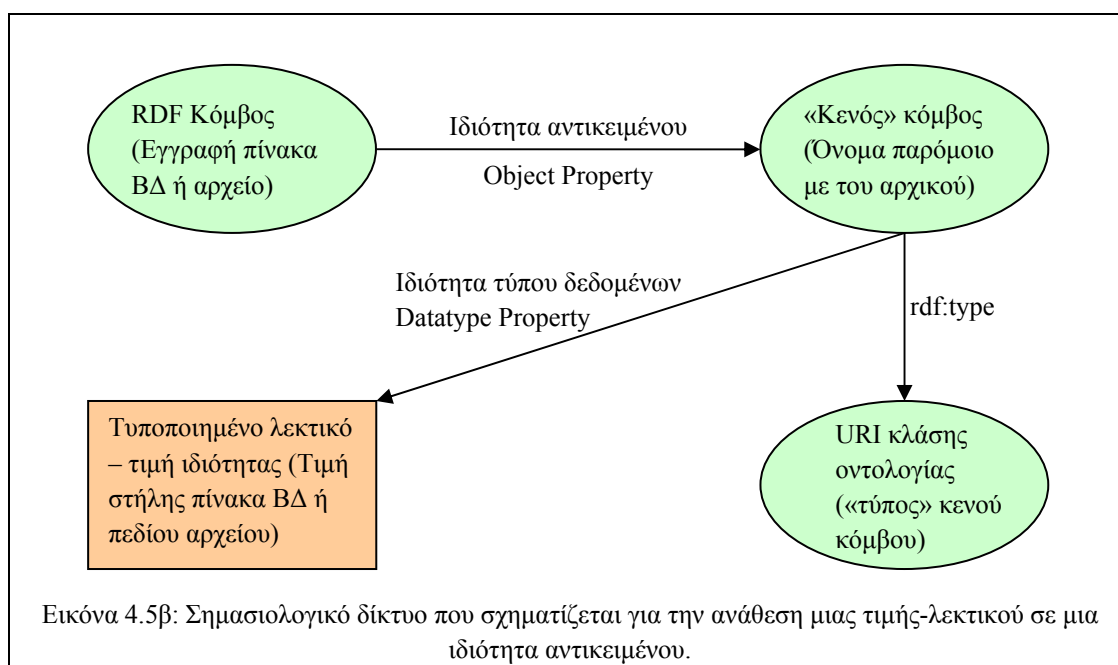 RDF Κόμβος
(Εγγραφή πίνακα
ΒΔ ή αρχείο)
Ιδιότητα αντικειμένου
Object Property
«Κενός» κόμβος
(Όνομα παρόμοιο
με του αρχικού)
Ιδιότητα τύπου δεδομένων
Datatype Property
rdf:type
Τυποποιημένο λεκτικό
– τιμή ιδιότητας (Τιμή
στήλης πίνακα ΒΔ ή
πεδίου αρχείου)
URI κλάσης
οντολογίας
(«τύπος» κενού
κόμβου)
Εικόνα 4.5β: Σημασιολογικό δίκτυο που σχηματίζεται για την ανάθεση μιας τιμής-λεκτικού σε μια
ιδιότητα αντικειμένου.